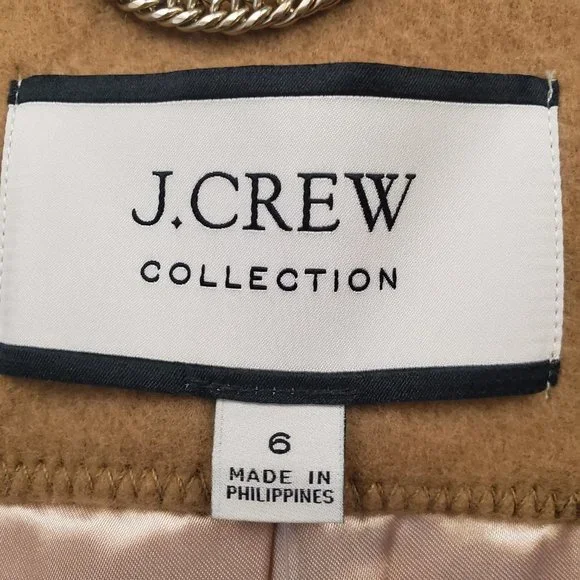 J.CREW
COLLECTION
6
MADE IN
PHILIPPINES